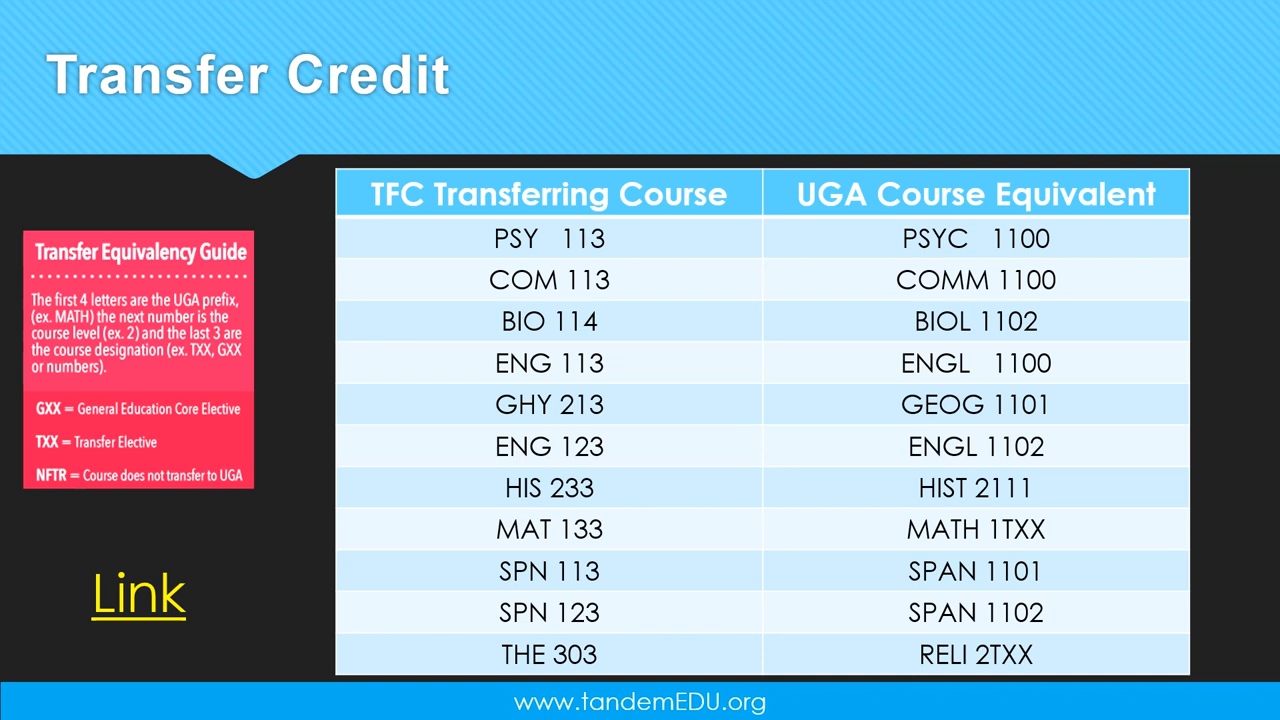 Transfer Credit
Transfer Equivalency Guide
The first 4 letters are the UGA prefix,
(ex. MATH) the next number is the
course level (ex. 2) and the last 3 are
the course designation (ex. TXX, GXX
or numbers).
GXX = General Education Core Elective
TXX = Transfer Elective
NFTR = Course does not transfer to UGA
Link
TFC Transferring Course UGA Course Equivalent
PSY 113 PSYC 1100
COM 113 COMM 1100
BIO 114 BIOL 1102
ENG 113 ENGL 1100
GHY 213 GEOG 1101
ENG 123 ENGL 1102
HIS 233 HIST 2111
MAT 133 MATH 1TXX
SPN 113 SPAN 1101
SPN 123 SPAN 1102
THE 303 RELI 2TXX
www.tandemEDU.org